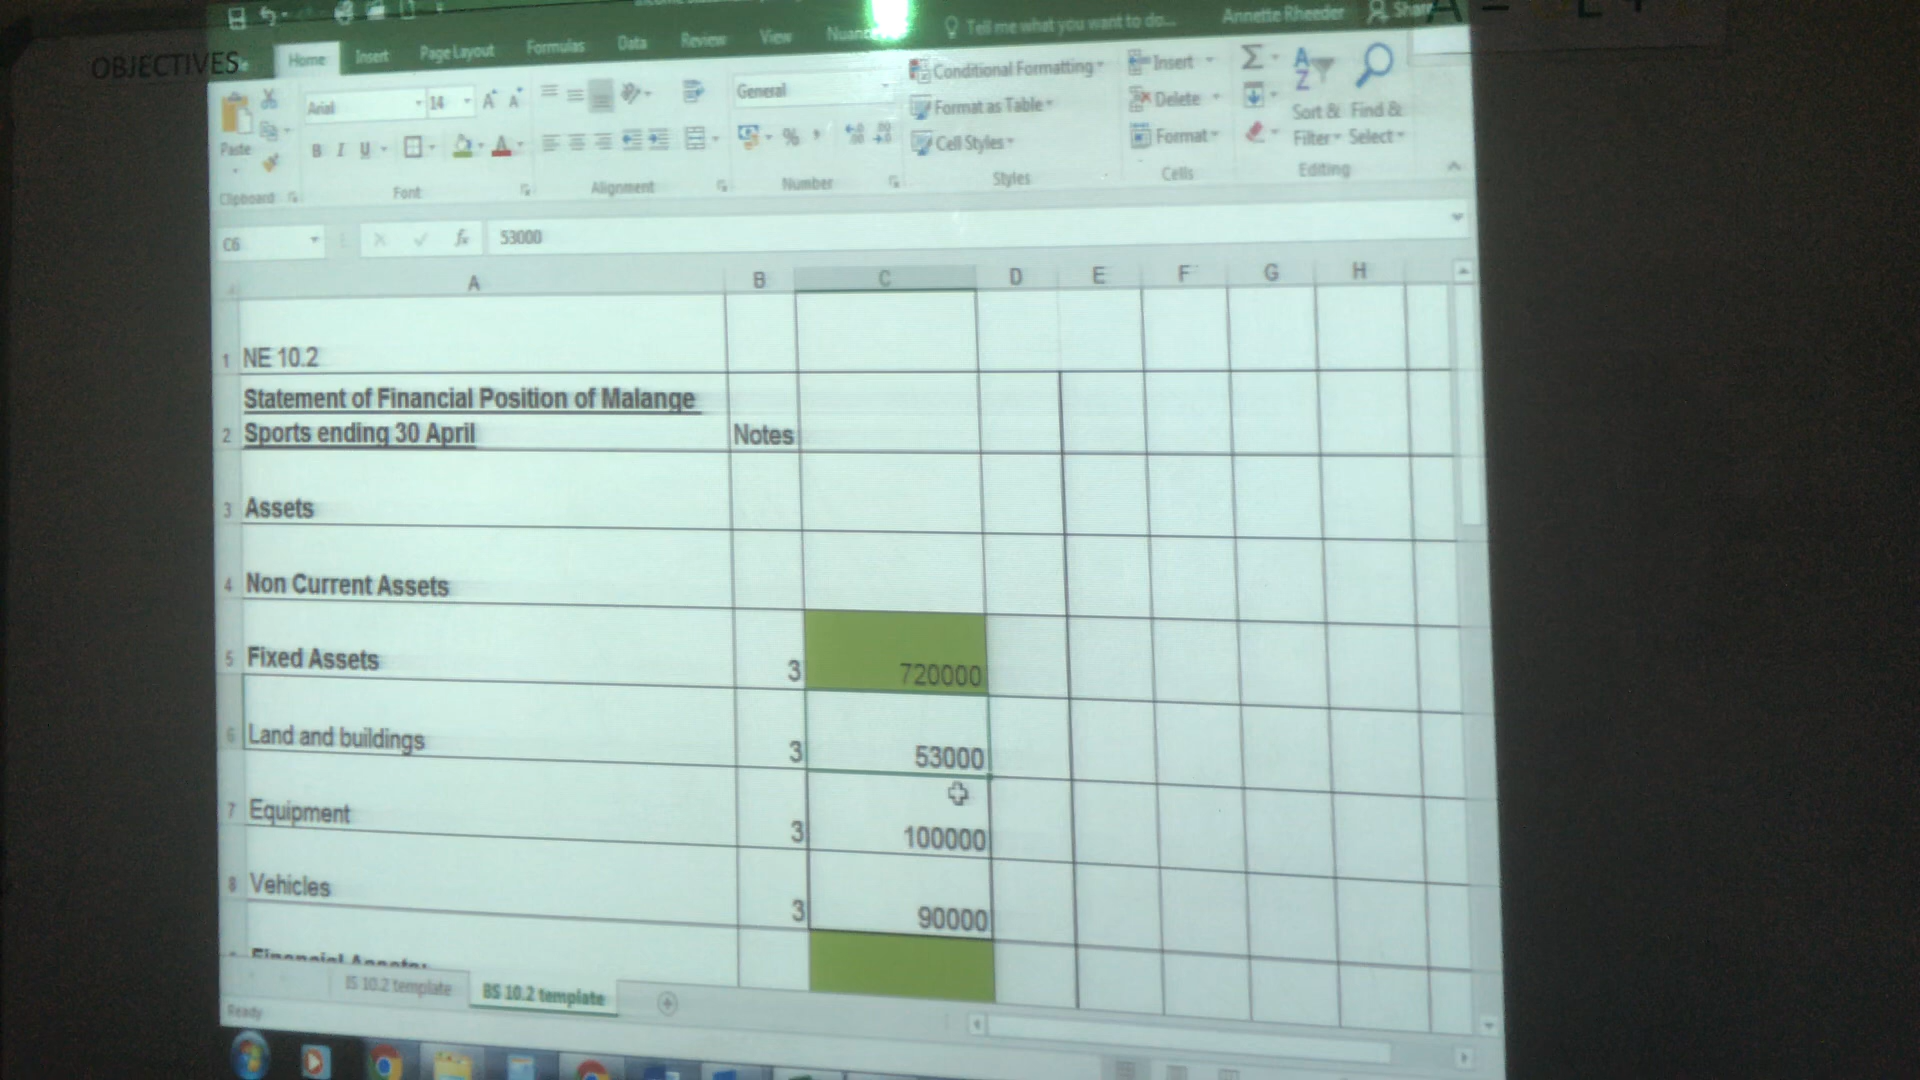 OBJECTIVES
Tell me what you want to do...
Annette Rheeder
Share
Home Insert Page Layout Formulas Data Review View
Paste
Clipboard
Arial 14
B I U
Font
Alignment
General
%
Number
Conditional Formatting
Format as Table
Cell Styles
Styles
Insert
Delete
Format
Cells
Sort & Filter
Find & Select
Editing
C6 fx 53000
A B C D E F G H
1 NE 10.2
Statement of Financial Position of Malange
2 Sports ending 30 April Notes
3 Assets
4 Non Current Assets
5 Fixed Assets 3 720000
6 Land and buildings 3 53000
7 Equipment 3 100000
8 Vehicles 3 90000
Financial Assets:
IS 10.2 template BS 10.2 template
Ready